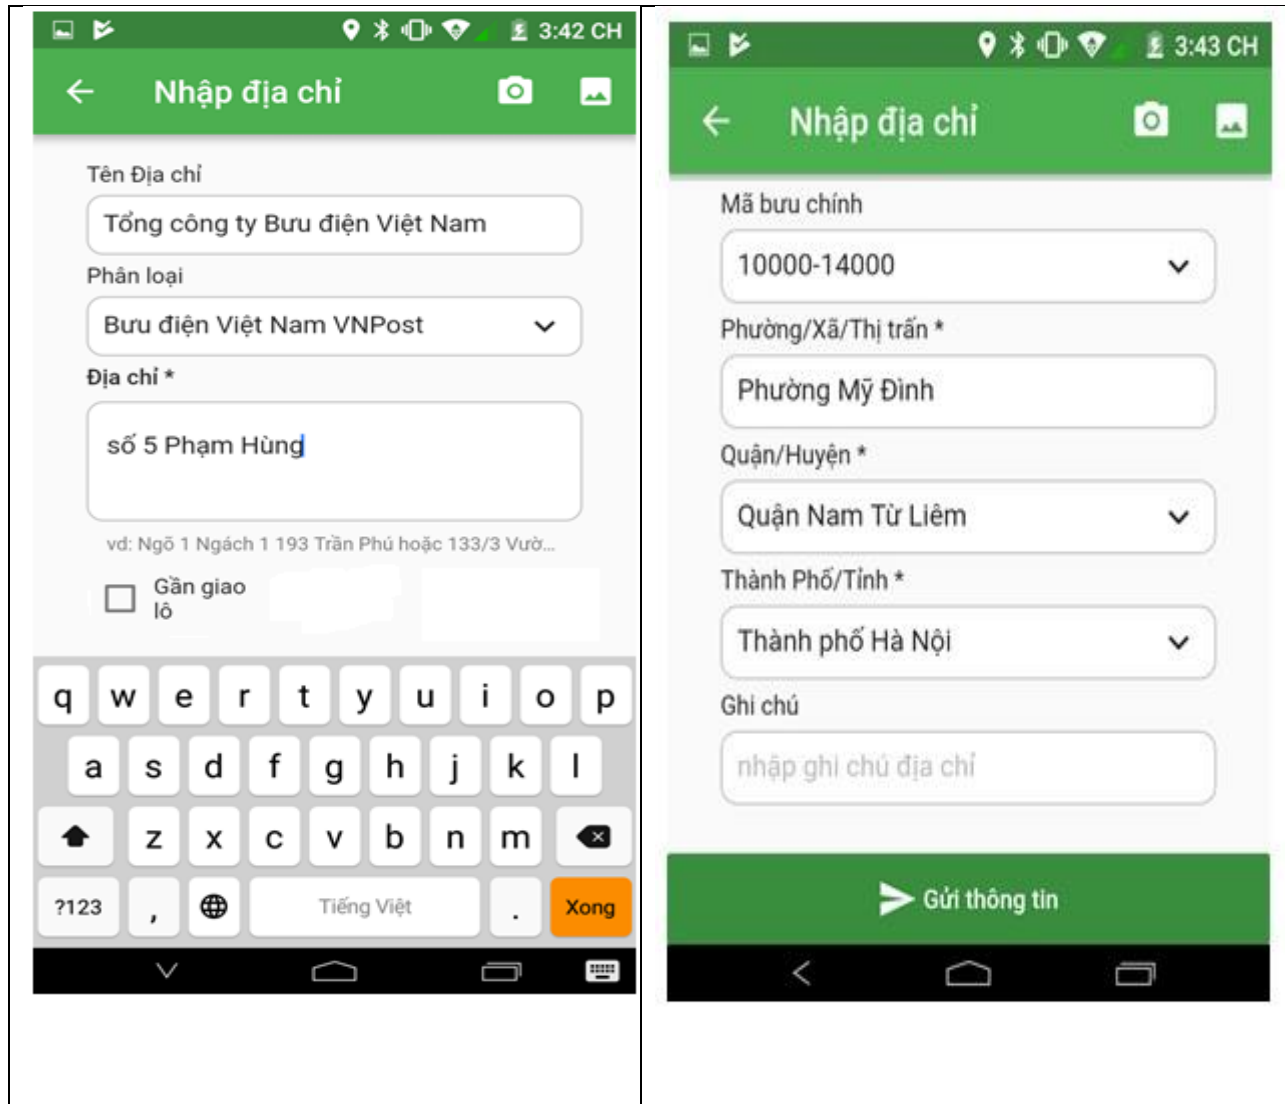 3:42 CH
Nhập địa chỉ
Tên Địa chỉ
Tổng công ty Bưu điện Việt Nam
Phân loại
Bưu điện Việt Nam VNPost
Địa chỉ *
số 5 Phạm Hùng
vd: Ngõ 1 Ngách 1 193 Trần Phú hoặc 133/3 Vườ...
Gần giao
lô
q w e r t y u i o p
a s d f g h j k l
z x c v b n m
?123 , Tiếng Việt . Xong
3:43 CH
Nhập địa chỉ
Mã bưu chính
10000-14000
Phường/Xã/Thị trấn *
Phường Mỹ Đình
Quận/Huyện *
Quận Nam Từ Liêm
Thành Phố/Tỉnh *
Thành phố Hà Nội
Ghi chú
nhập ghi chú địa chỉ
Gửi thông tin